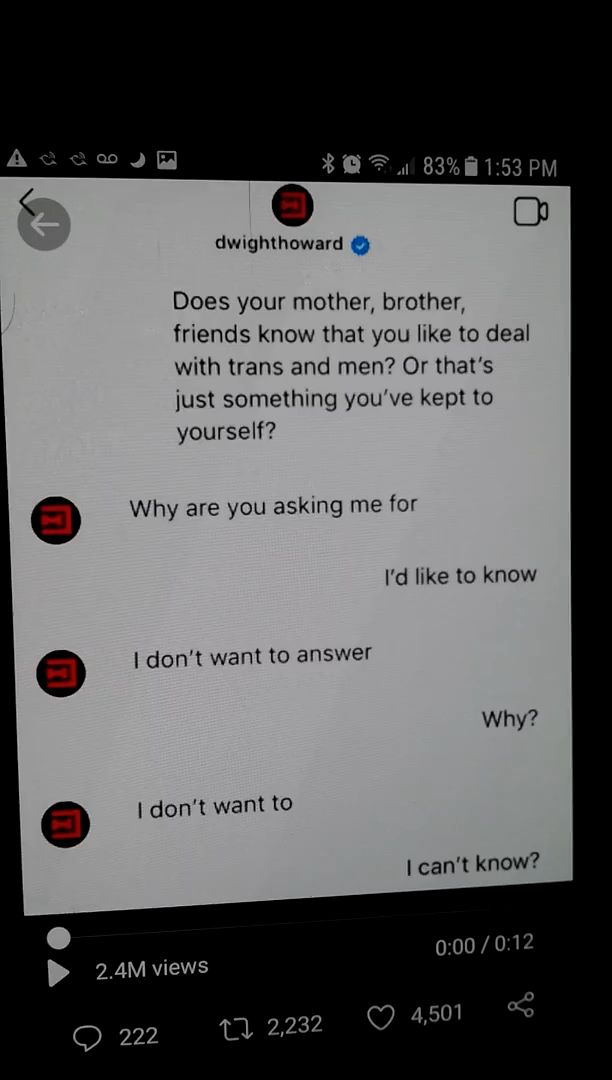 83% 1:53 PM
dwighthoward
Does your mother, brother,
friends know that you like to deal
with trans and men? Or that's
just something you've kept to
yourself?
Why are you asking me for
I'd like to know
I don't want to answer
Why?
I don't want to
I can't know?
0:00 / 0:12
2.4M views
222 2,232 4,501